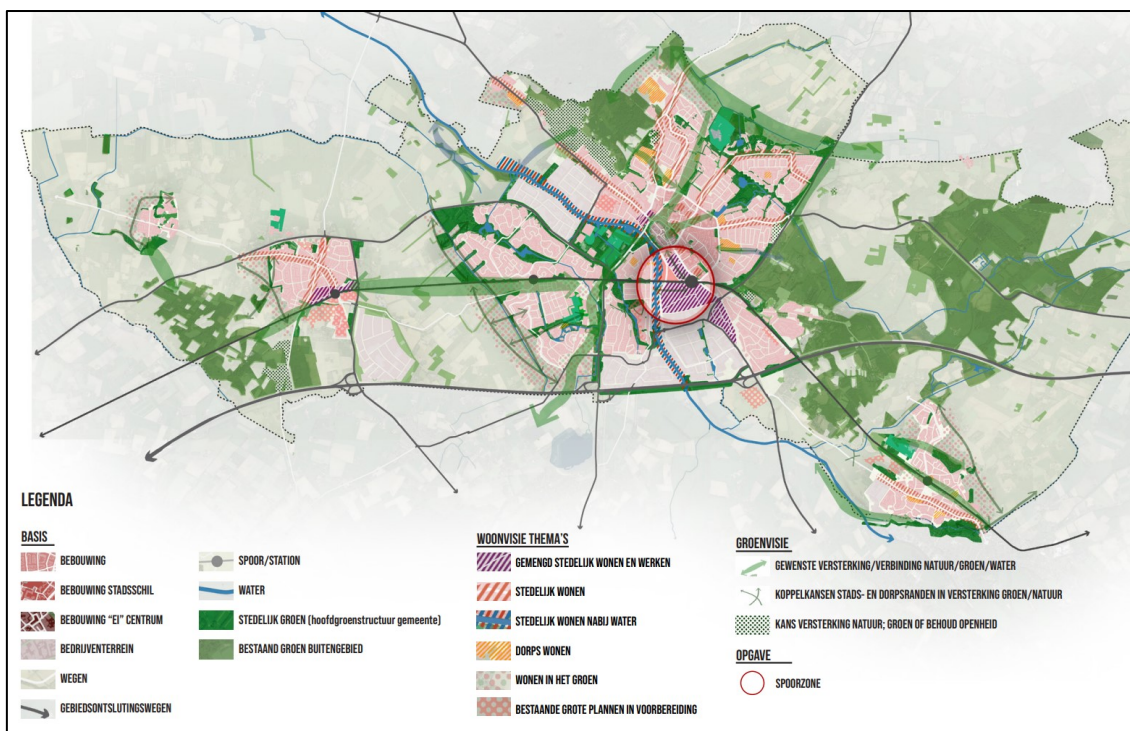 LEGENDA
BASIS
BEBOUWING
BEBOUWING STADSSCHIL
BEBOUWING “EI” CENTRUM
BEDRIJVENTERREIN
WEGEN
GEBIEDSONTSLUTINGSWEGEN
SPOOR/STATION
WATER
STEDELIJK GROEN (hoofdgroenstructuur gemeente)
BESTAAND GROEN BUITENGEBIED
WOONVISIE THEMA'S
GEMENGD STEDELIJK WONEN EN WERKEN
STEDELIJK WONEN
STEDELIJK WONEN NABIJ WATER
DORPS WONEN
WONEN IN HET GROEN
BESTAANDE GROTE PLANNEN IN VOORBEREIDING
GROENVISIE
GEWENSTE VERSTERKING/VERBINDING NATUUR/GROEN/WATER
KOPPELKANSEN STADS- EN DORPSRANDEN IN VERSTERKING GROEN/NATUUR
KANS VERSTERKING NATUUR; GROEN OF BEHOUD OPENHEID
OPGAVE
SPOORZONE